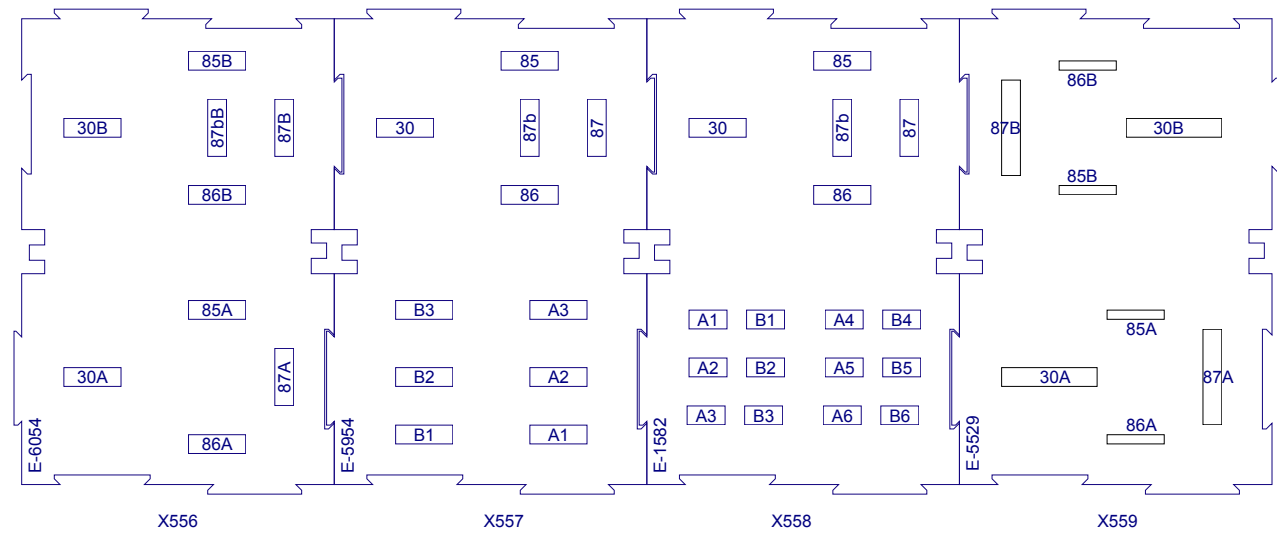 85B
30B
87bB
87B
86B
85A
30A
87A
86A
E-6054
X556
85
30
87b
87
86
B3
A3
B2
A2
B1
A1
E-5954
X557
85
30
87b
87
86
A1 B1 A4 B4
A2 B2 A5 B5
A3 B3 A6 B6
E-1582
X558
86B
87B
30B
85B
85A
30A
87A
86A
E-5529
X559